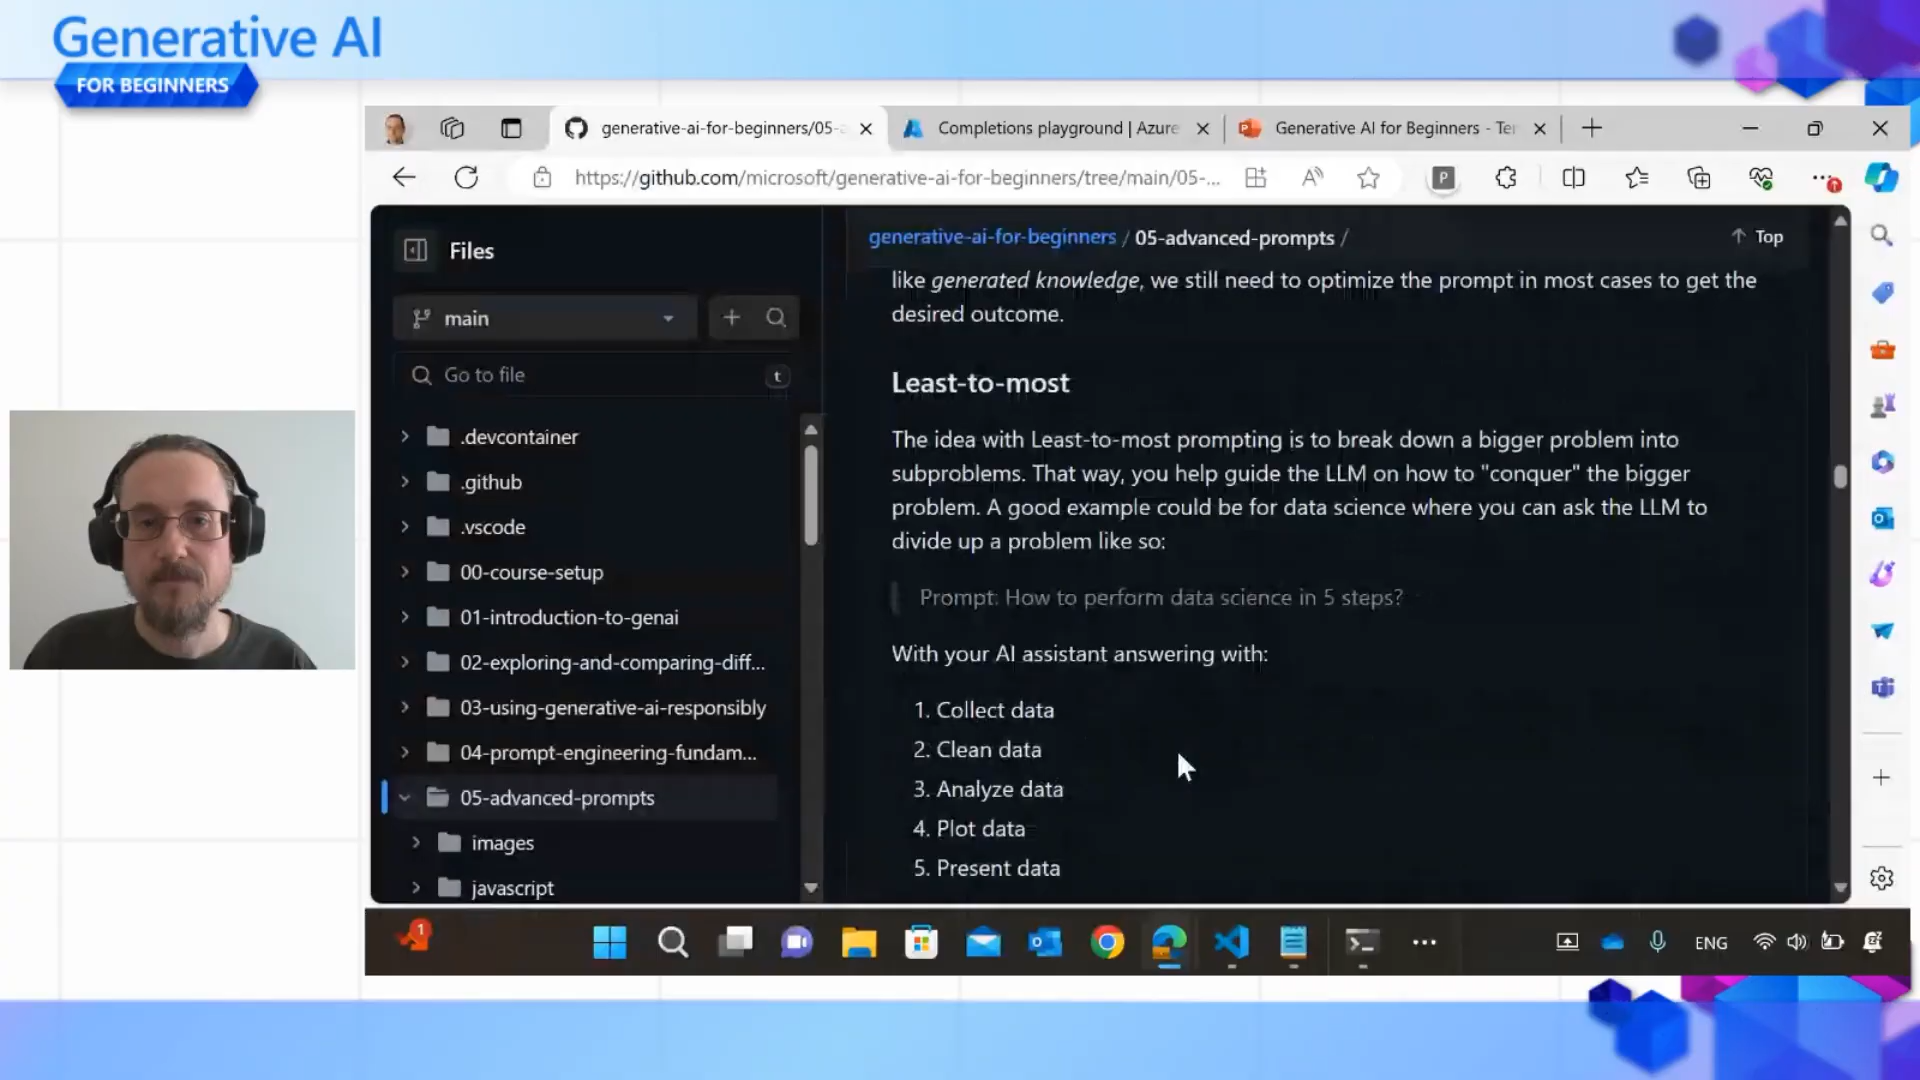 Generative AI
FOR BEGINNERS
generative-ai-for-beginners/05-a
Completions playground | Azure
Generative AI for Beginners - Ter
https://github.com/microsoft/generative-ai-for-beginners/tree/main/05-...
P
Files
main
Go to file
t
.devcontainer
.github
.vscode
00-course-setup
01-introduction-to-genai
02-exploring-and-comparing-diff...
03-using-generative-ai-responsibly
04-prompt-engineering-fundam...
05-advanced-prompts
images
javascript
generative-ai-for-beginners / 05-advanced-prompts /
Top
like generated knowledge, we still need to optimize the prompt in most cases to get the
desired outcome.
Least-to-most
The idea with Least-to-most prompting is to break down a bigger problem into
subproblems. That way, you help guide the LLM on how to "conquer" the bigger
problem. A good example could be for data science where you can ask the LLM to
divide up a problem like so:
Prompt: How to perform data science in 5 steps?
With your AI assistant answering with:
1. Collect data
2. Clean data
3. Analyze data
4. Plot data
5. Present data
1
ENG